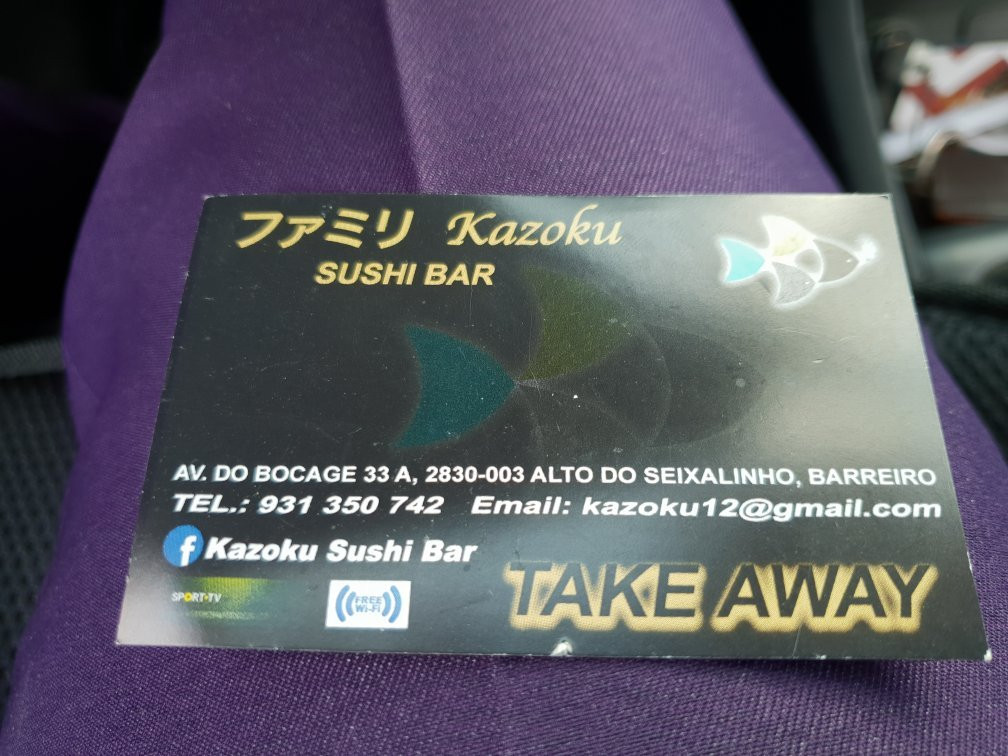 ファミリ Kazoku
SUSHI BAR
AV. DO BOCAGE 33 A, 2830-003 ALTO DO SEIXALINHO, BARREIRO
TEL.: 931 350 742 Email: kazoku12@gmail.com
f Kazoku Sushi Bar
SPORT•TV
FREE
Wi-Fi
TAKE AWAY